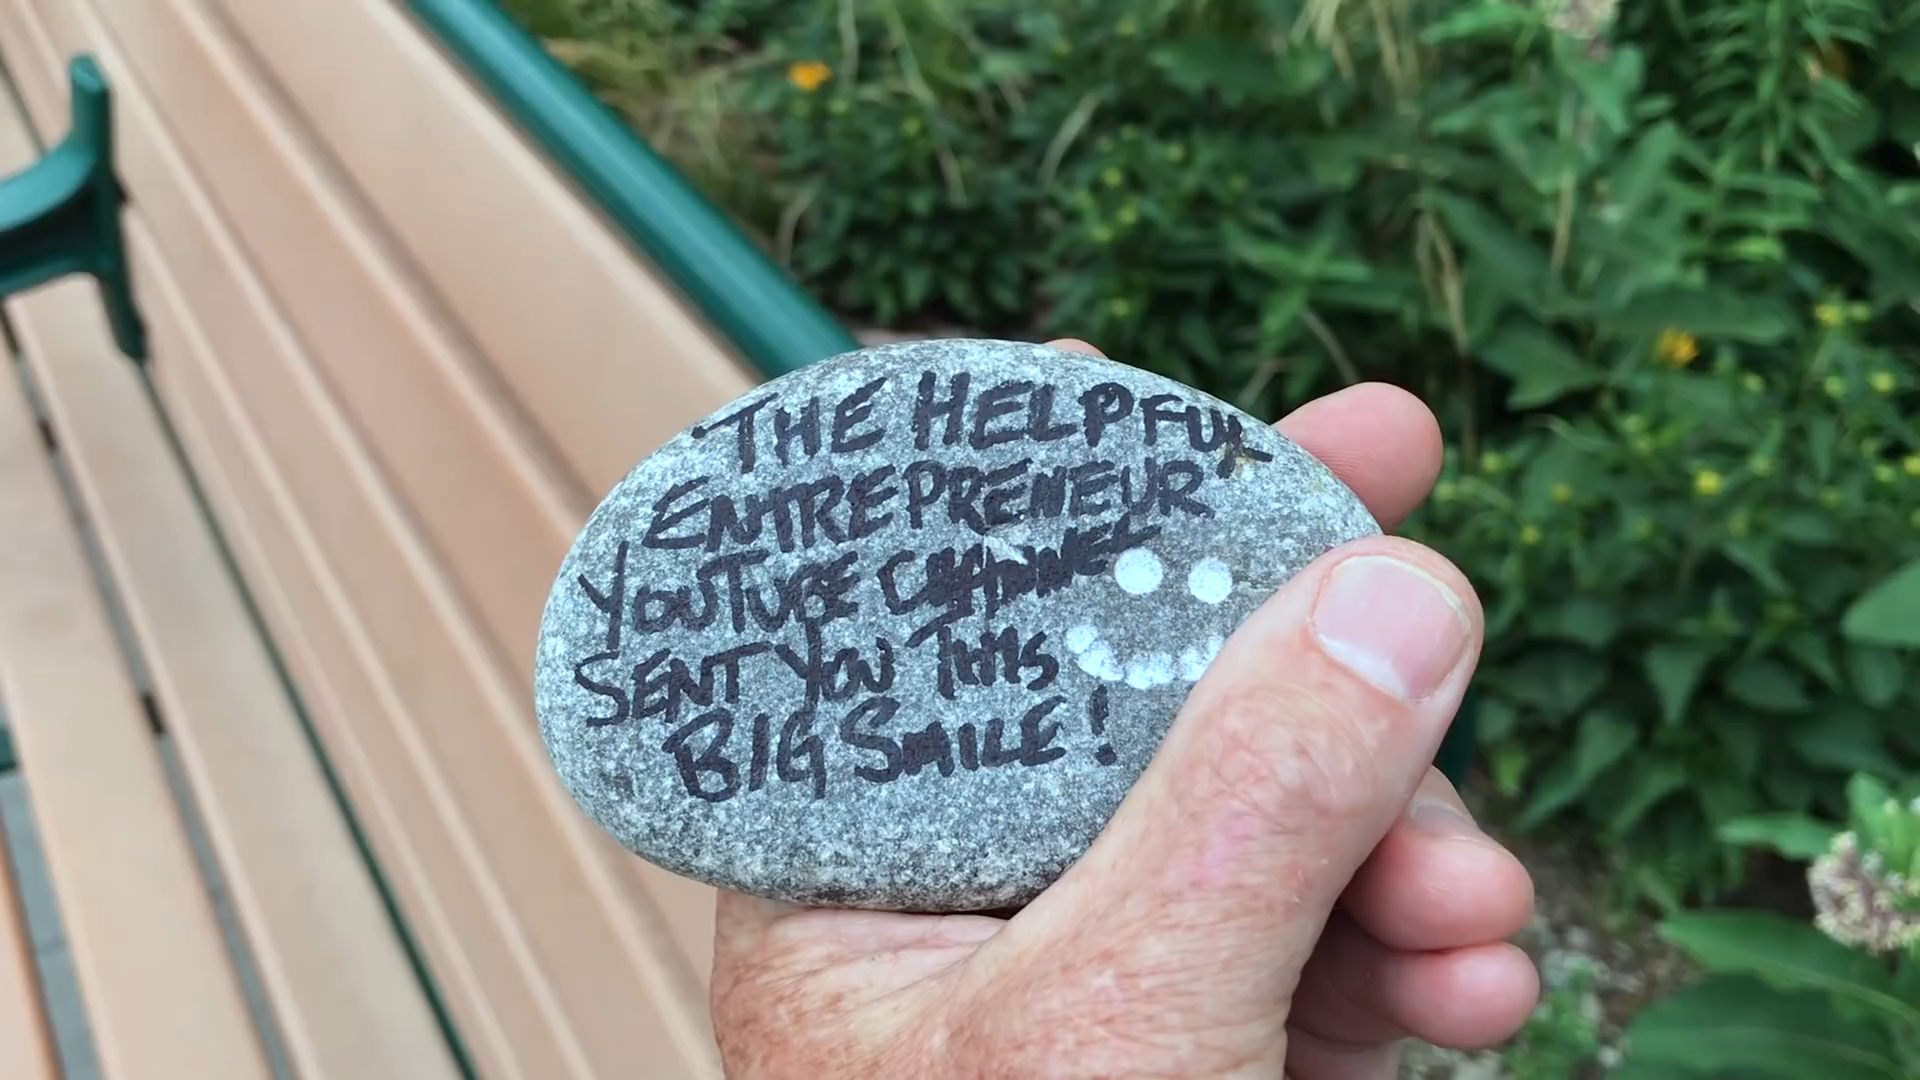 THE HELPFUL
ENTREPRENEUR
YOUTUBE CHANNEL
SENT YOU THIS
BIG SMILE!